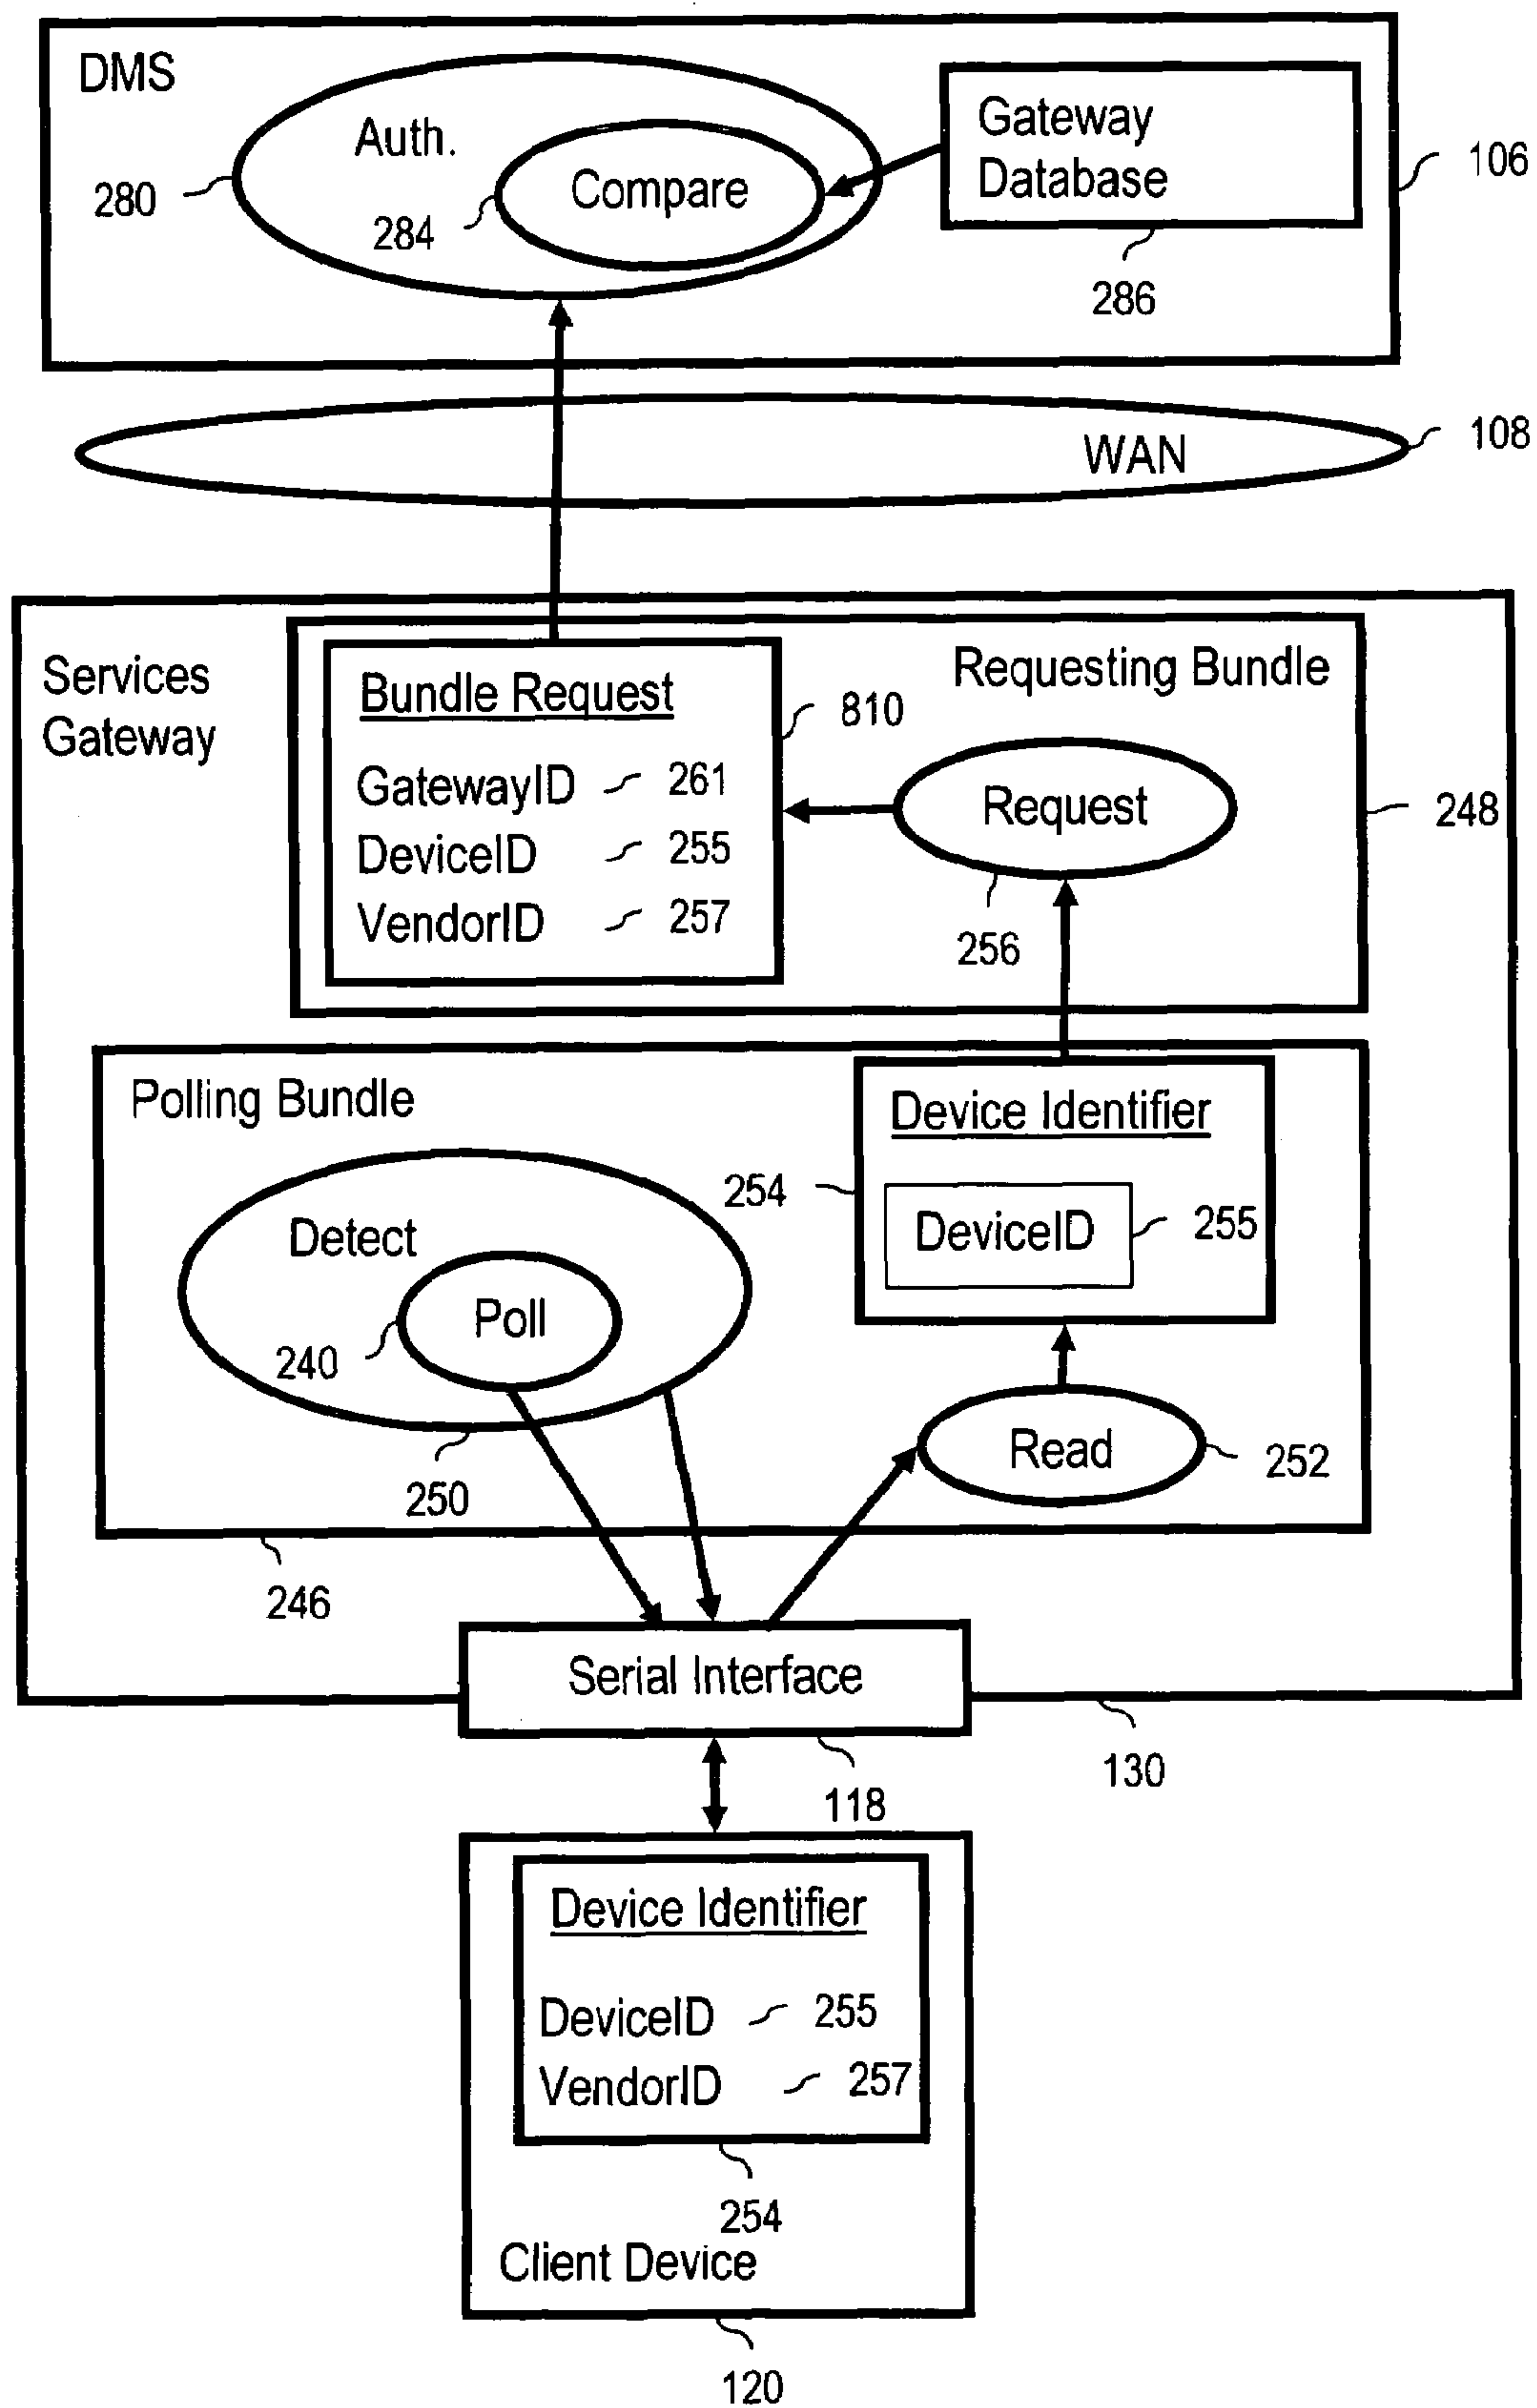 DMS
Auth.
Compare
Gateway
Database
280
284
286
106
WAN
108
Services
Gateway
Requesting Bundle
Bundle Request
810
GatewayID 261
DeviceID 255
VendorID 257
Request
256
248
Polling Bundle
Device Identifier
254
DeviceID
255
Detect
Poll
240
250
Read
252
246
Serial Interface
118
130
Device Identifier
DeviceID 255
VendorID 257
254
Client Device
120